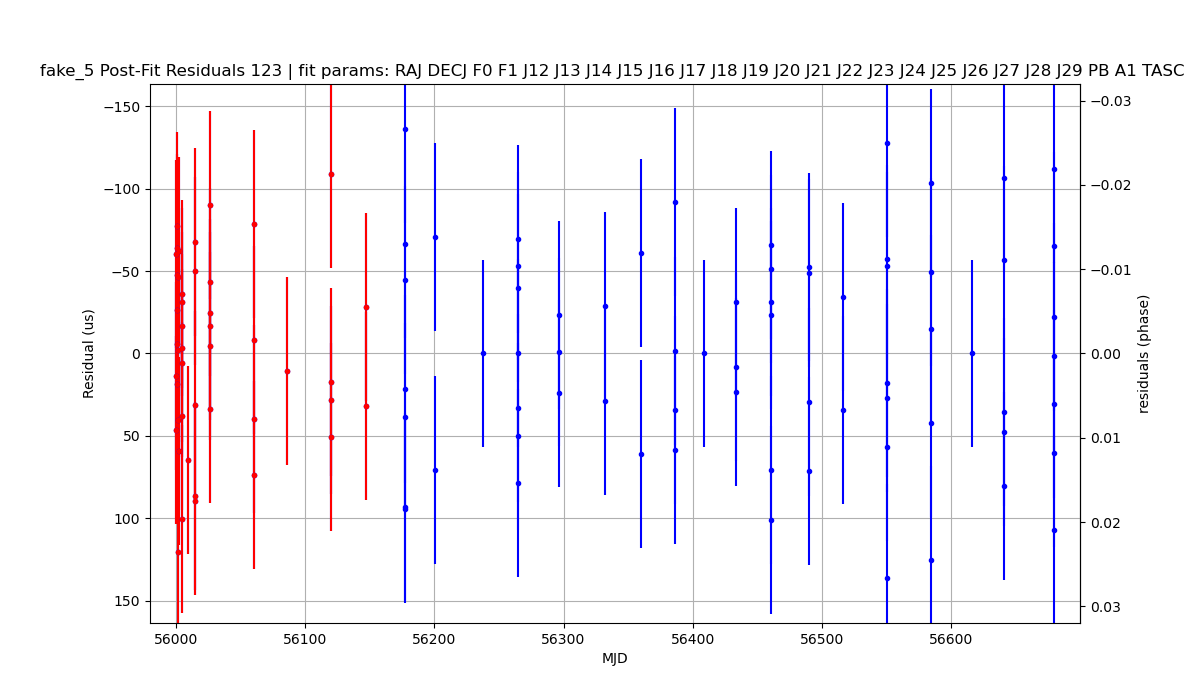 fake_5 Post-Fit Residuals 123 | fit params: RAJ DECJ F0 F1 J12 J13 J14 J15 J16 J17 J18 J19 J20 J21 J22 J23 J24 J25 J26 J27 J28 J29 PB A1 TASC
−150
−100
−50
0
50
100
150
Residual (us)
−0.03
−0.02
−0.01
0.00
0.01
0.02
0.03
residuals (phase)
56000 56100 56200 56300 56400 56500 56600
MJD